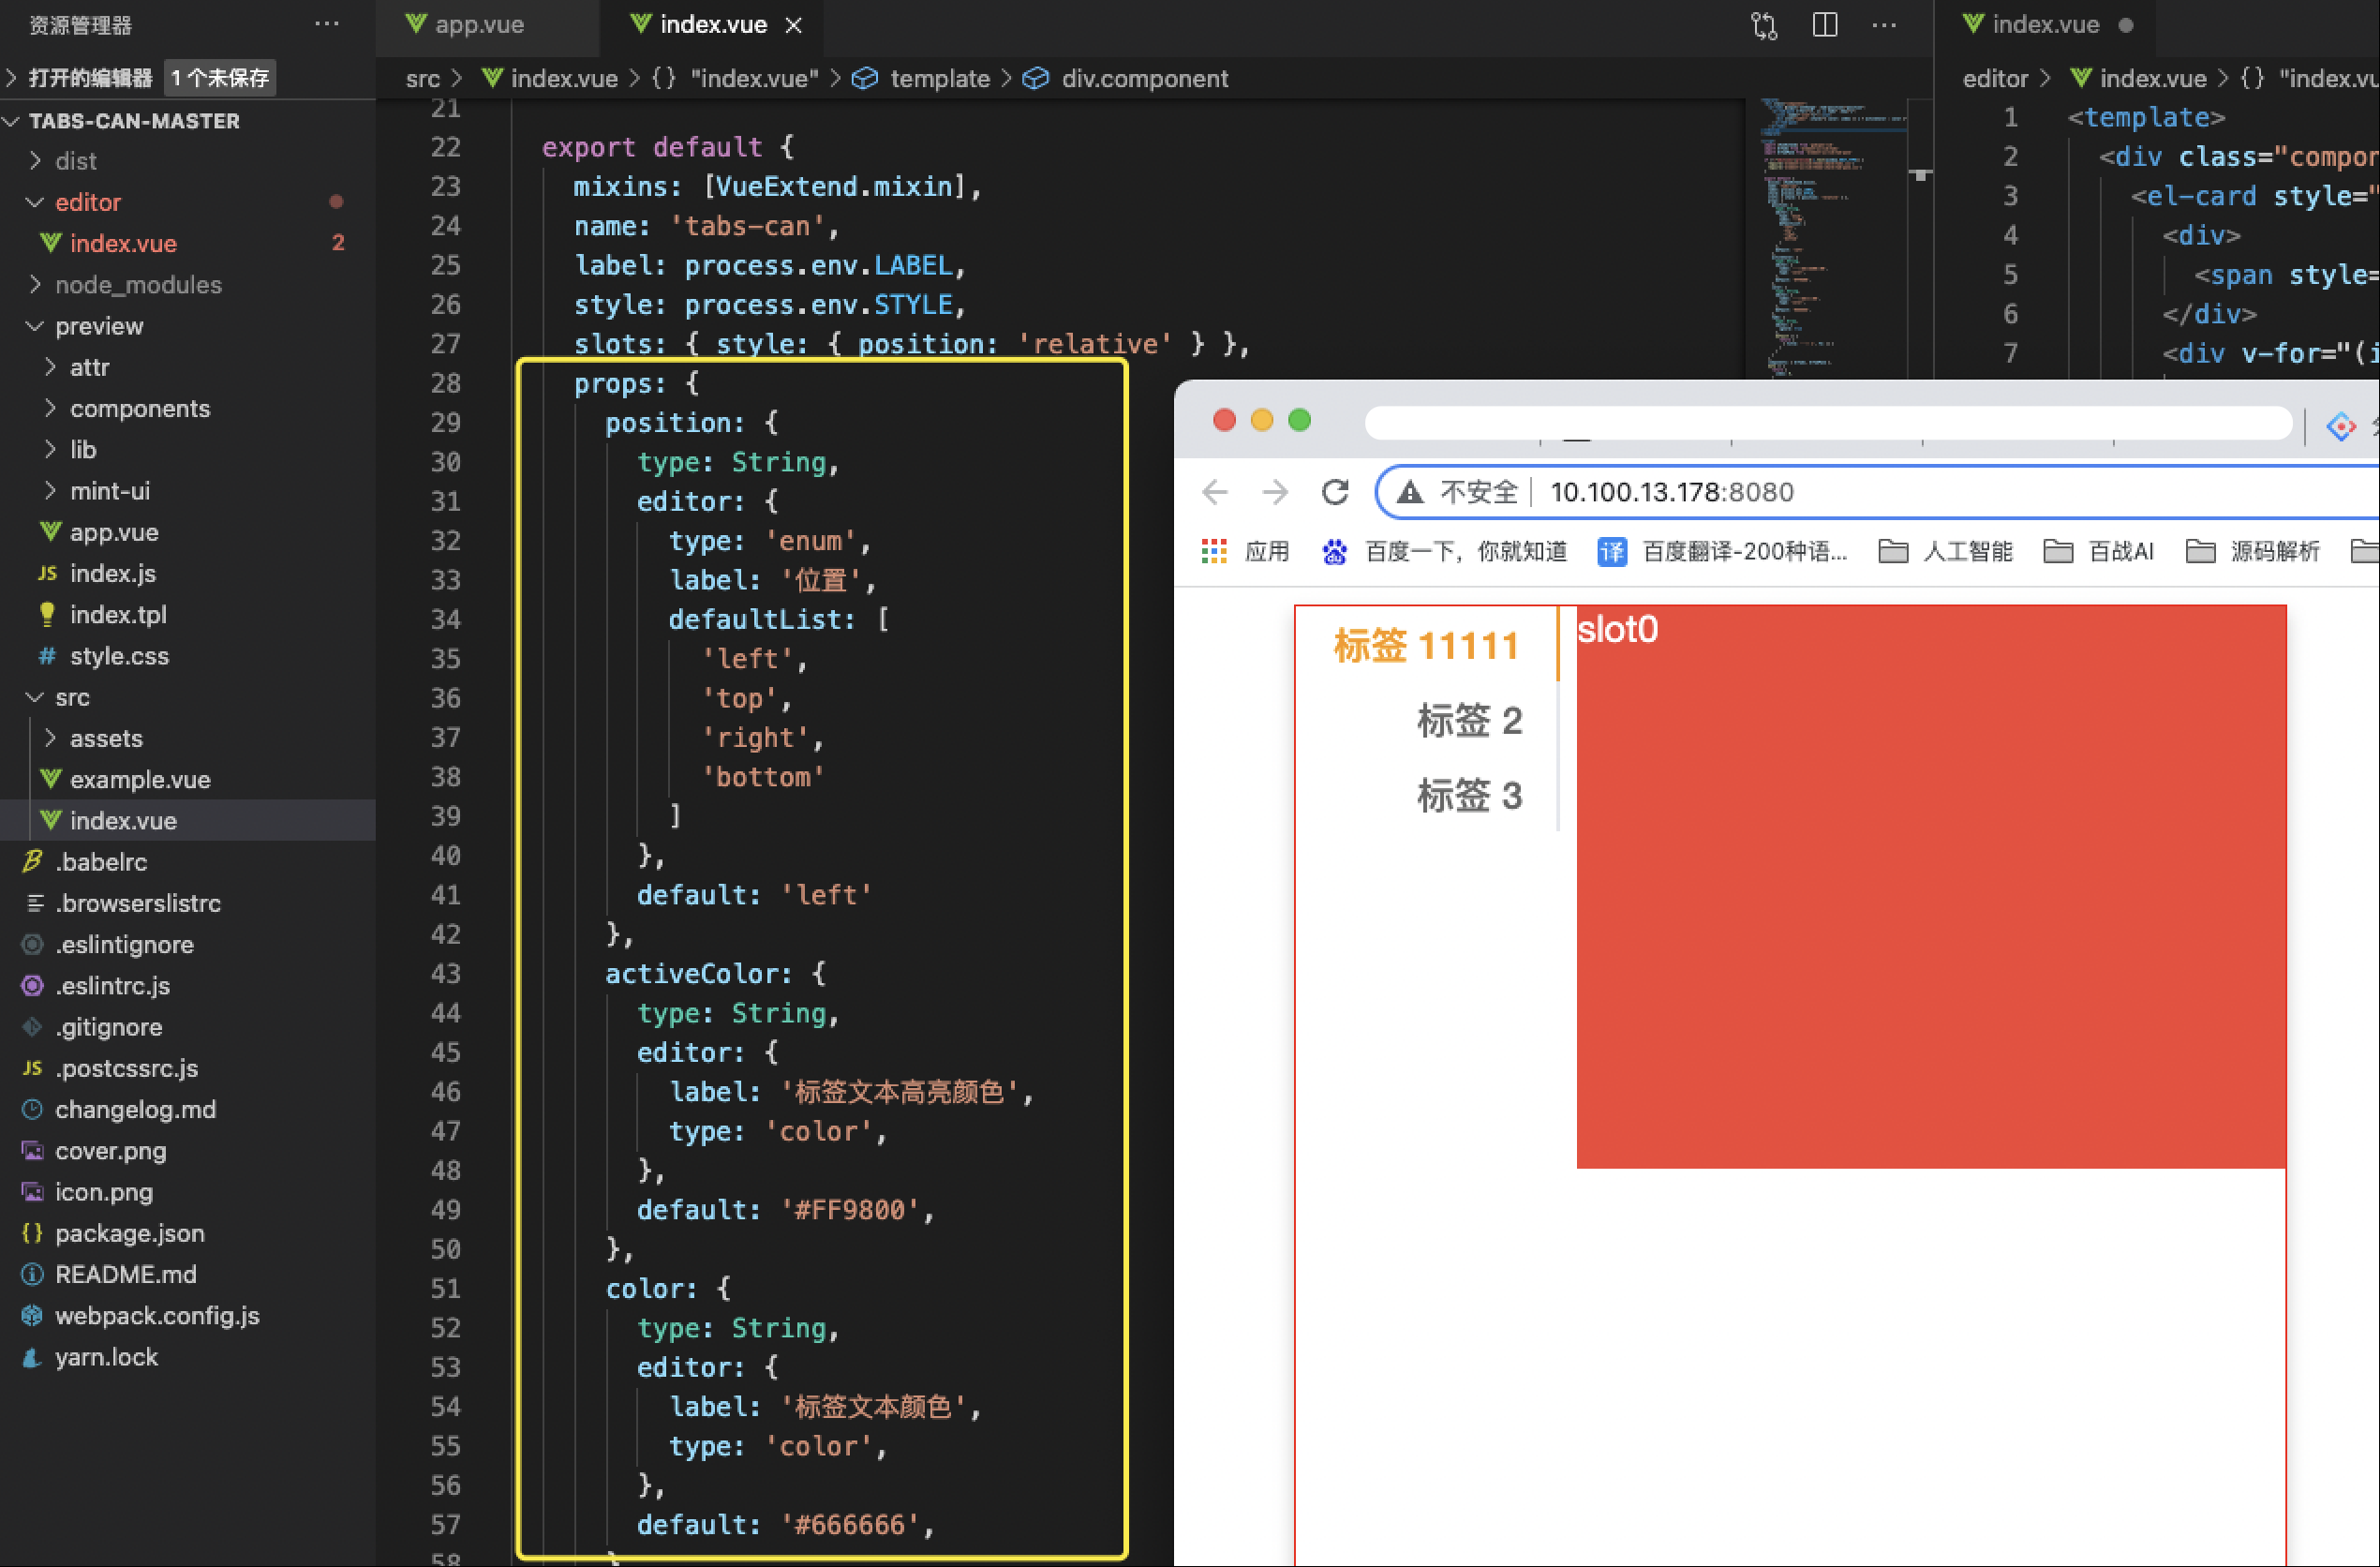 资源管理器
打开的编辑器 1 个未保存
TABS-CAN-MASTER
dist
editor
index.vue 2
node_modules
preview
attr
components
lib
mint-ui
app.vue
JS index.js
index.tpl
# style.css
src
assets
example.vue
index.vue
.babelrc
.browserslistrc
.eslintignore
.eslintrc.js
.gitignore
JS .postcssrc.js
changelog.md
cover.png
icon.png
{} package.json
README.md
webpack.config.js
yarn.lock
app.vue
index.vue
src > index.vue > {} "index.vue" > template > div.component
21
22 export default {
23 mixins: [VueExtend.mixin],
24 name: 'tabs-can',
25 label: process.env.LABEL,
26 style: process.env.STYLE,
27 slots: { style: { position: 'relative' } },
28 props: {
29 position: {
30 type: String,
31 editor: {
32 type: 'enum',
33 label: '位置',
34 defaultList: [
35 'left',
36 'top',
37 'right',
38 'bottom'
39 ]
40 },
41 default: 'left'
42 },
43 activeColor: {
44 type: String,
45 editor: {
46 label: '标签文本高亮颜色',
47 type: 'color',
48 },
49 default: '#FF9800',
50 },
51 color: {
52 type: String,
53 editor: {
54 label: '标签文本颜色',
55 type: 'color',
56 },
57 default: '#666666',
58 }
index.vue
editor > index.vue > {} "index.vu
1 <template>
2 <div class="compor
3 <el-card style="
4 <div>
5 <span style=
6 </div>
7 <div v-for="(i
不安全 10.100.13.178:8080
应用
百度一下，你就知道
译 百度翻译-200种语...
人工智能
百战AI
源码解析
标签 11111
标签 2
标签 3
slot0